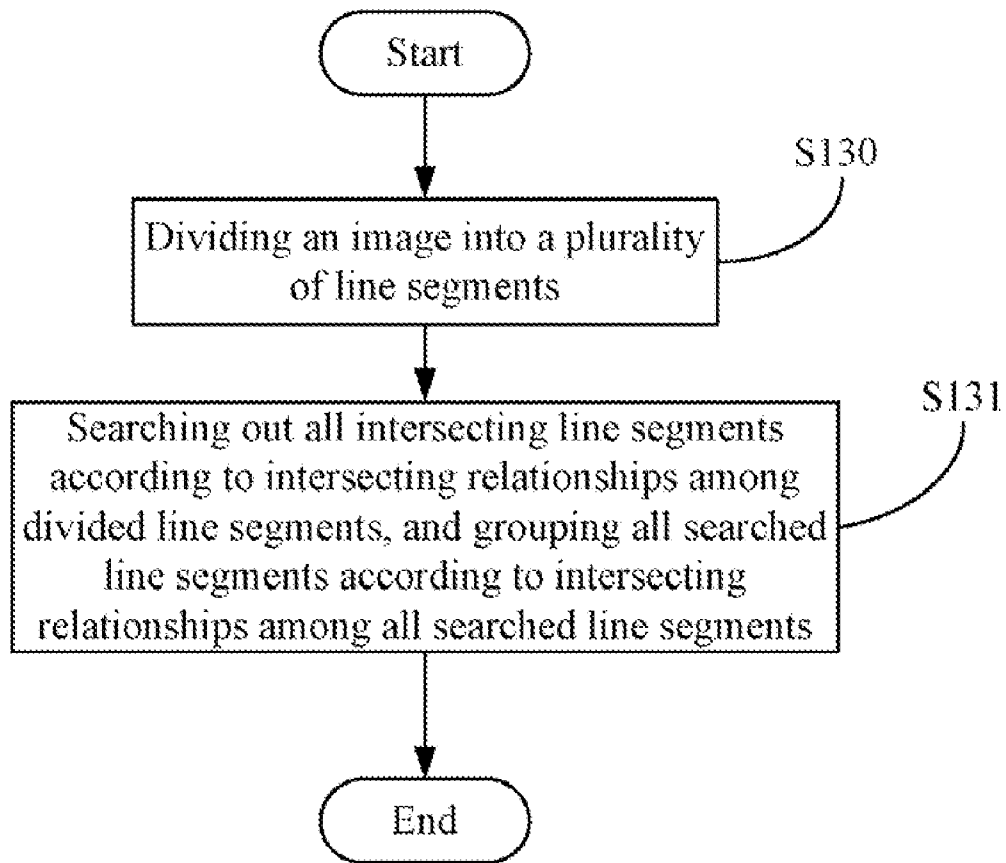 Start
S130
Dividing an image into a plurality
of line segments
S131
Searching out all intersecting line segments
according to intersecting relationships among
divided line segments, and grouping all searched
line segments according to intersecting
relationships among all searched line segments
End